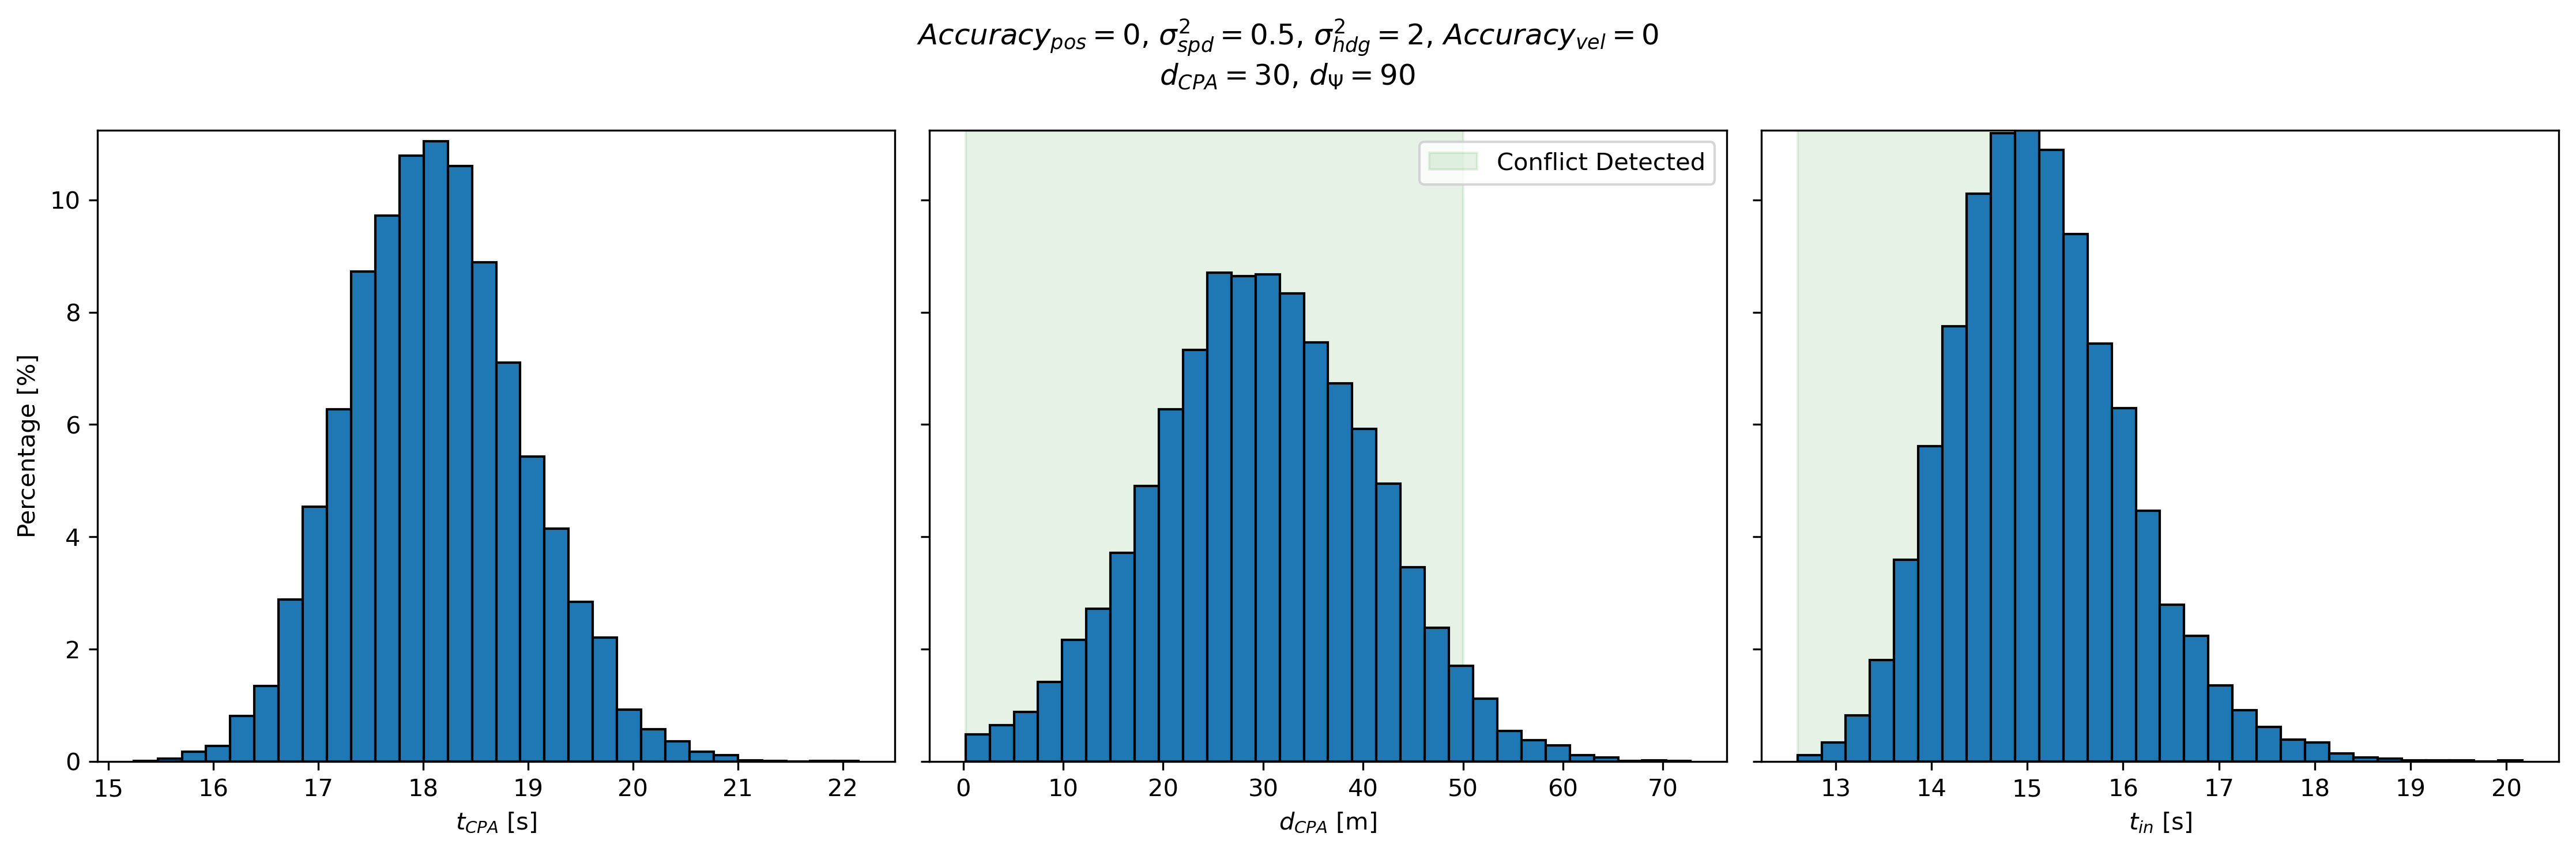 Accuracy_pos = 0, σ²_spd = 0.5, σ²_hdg = 2, Accuracy_vel = 0
d_CPA = 30, d_Ψ = 90
Percentage [%]
10
8
6
4
2
0
15 16 17 18 19 20 21 22
t_CPA [s]
Conflict Detected
0 10 20 30 40 50 60 70
d_CPA [m]
13 14 15 16 17 18 19 20
t_in [s]